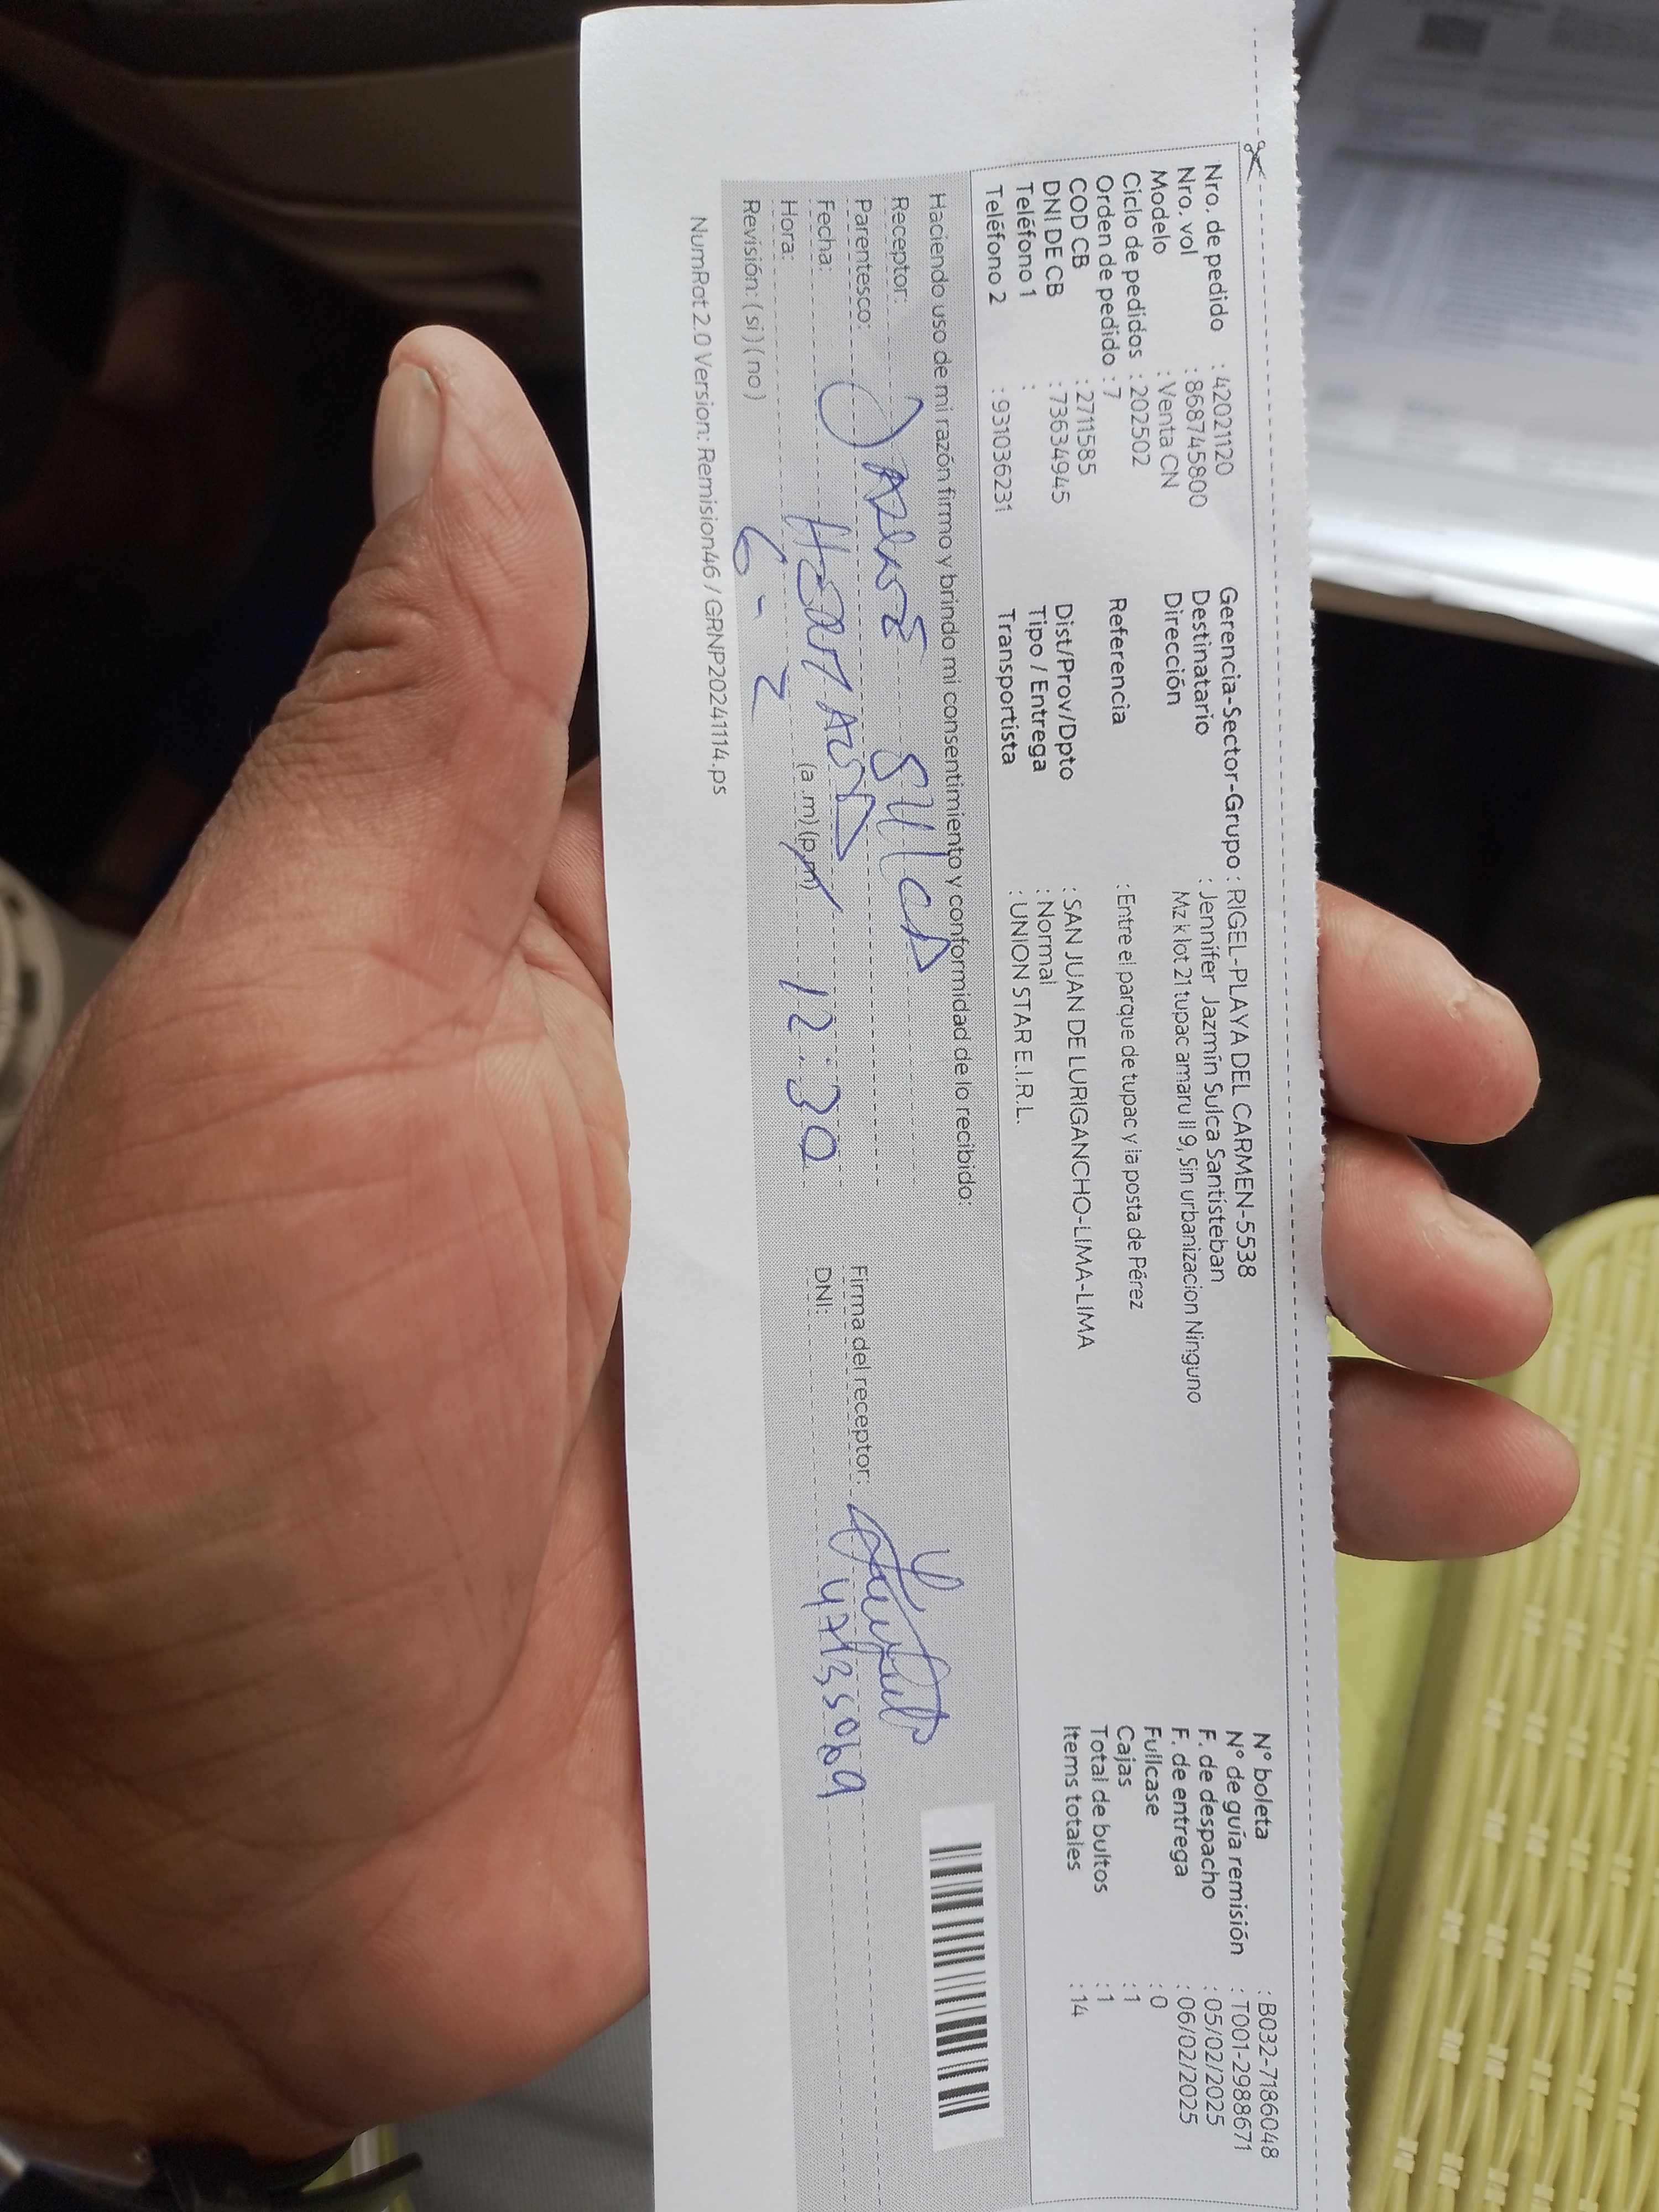 Nro. de pedido : 42021120
Nro. vol : 868745800
Modelo : Venta CN
Ciclo de pedidos : 202502
Orden de pedido : 7
COD CB : 2711585
DNI DE CB : 73634945
Teléfono 1 :
Teléfono 2 : 931036231
Gerencia-Sector-Grupo : RIGEL-PLAYA DEL CARMEN-5538
Destinatario : Jennifer Jazmín Sulca Santisteban
Dirección Mz k lot 21 tupac amaru II 9, Sin urbanizacion Ninguno
Referencia : Entre el parque de tupac y la posta de Pérez
Dist/Prov/Dpto : SAN JUAN DE LURIGANCHO-LIMA-LIMA
Tipo / Entrega : Normal
Transportista : UNION STAR E.I.R.L.
N° boleta : B032-7186048
N° de guía remisión : T001-2988671
F. de despacho : 05/02/2025
F. de entrega : 06/02/2025
Fullcase : 0
Cajas : 1
Total de bultos : 1
Items totales : 14
Haciendo uso de mi razón firmo y brindo mi consentimiento y conformidad de lo recibido:
Receptor: SULCA
Parentesco: HERMANA
Fecha: 6-2
Hora: (a.m)(p.m) 12:30
Revisión: (si)(no)
Firma del receptor:
DNI: 47135069
NumRot 2.0 Version: Remision46 / GRNP20241114.ps